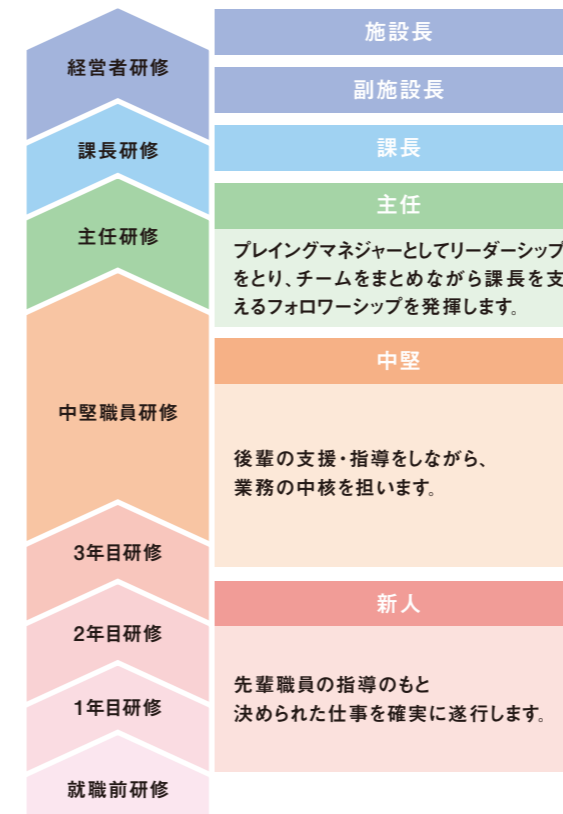 経営者研修
課長研修
主任研修
中堅職員研修
3年目研修
2年目研修
1年目研修
就職前研修
施設長
副施設長
課長
主任
プレイングマネジャーとしてリーダーシップ
をとり、チームをまとめながら課長を支
えるフォロワーシップを発揮します。
中堅
後輩の支援・指導をしながら、
業務の中核を担います。
新人
先輩職員の指導のもと
決められた仕事を確実に遂行します。